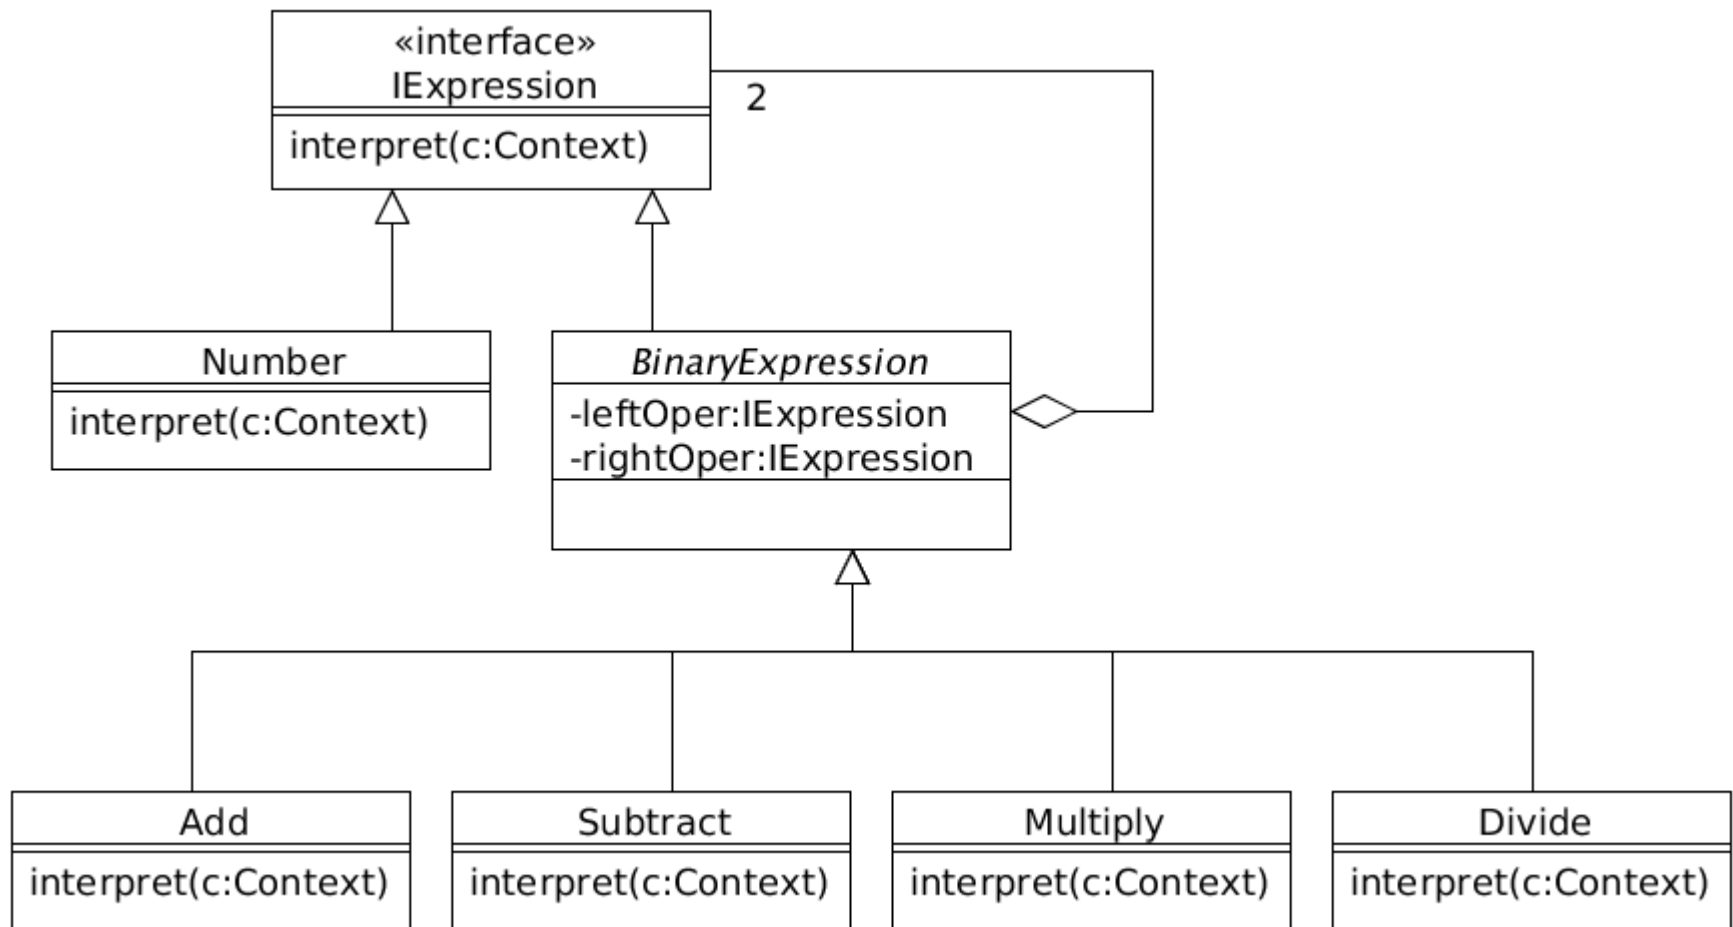 «interface»
IExpression
interpret(c:Context)
2
Number
interpret(c:Context)
BinaryExpression
-leftOper:IExpression
-rightOper:IExpression
Add
interpret(c:Context)
Subtract
interpret(c:Context)
Multiply
interpret(c:Context)
Divide
interpret(c:Context)